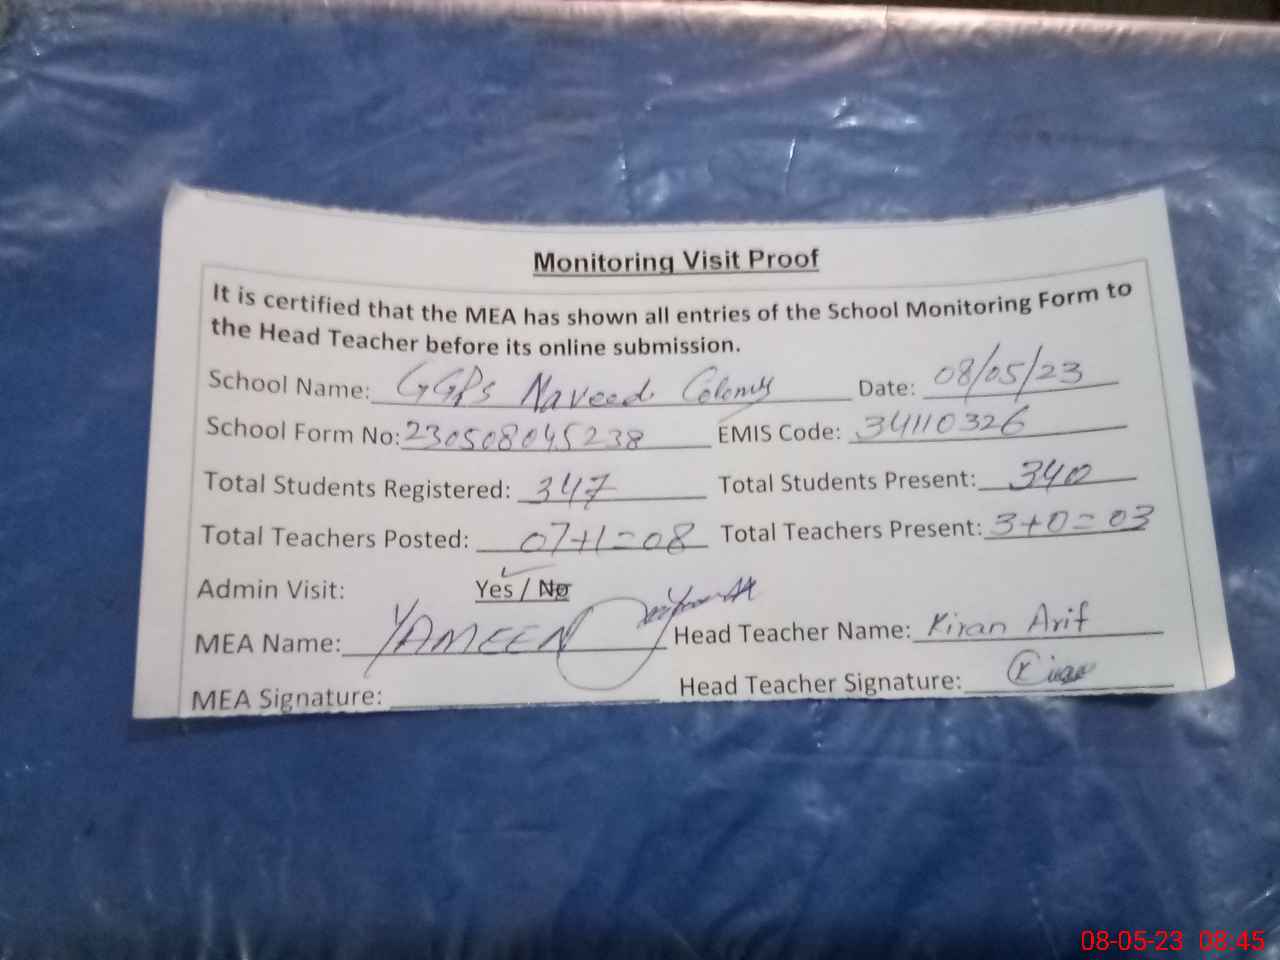 Monitoring Visit Proof
It is certified that the MEA has shown all entries of the School Monitoring Form to
the Head Teacher before its online submission.
School Name: GGPS Naveed Colony Date: 08/05/23
School Form No: 230508045238 EMIS Code: 34110326
Total Students Registered: 347 Total Students Present: 340
Total Teachers Posted: 07+1=08 Total Teachers Present: 3+0=03
Admin Visit: Yes / No
MEA Name: YAMEEN Head Teacher Name: Kiran Arif
MEA Signature: Head Teacher Signature: Kiran
08-05-23 08:45